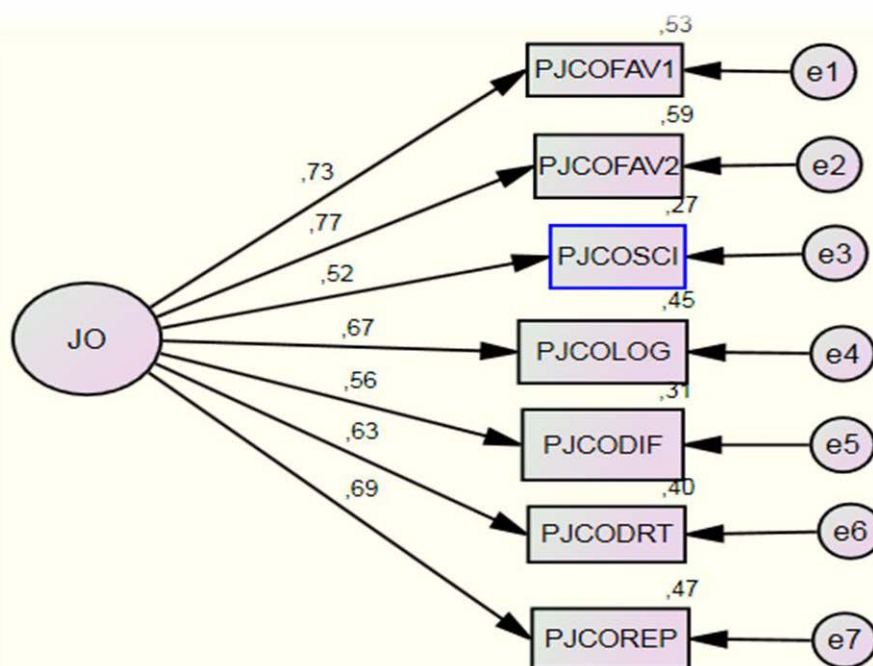 ,53
PJCOFAV1
e1
,59
,73
PJCOFAV2
e2
,77
,27
PJCOSCI
e3
,52
,45
JO
,67
PJCOLOG
e4
,31
,56
PJCODIF
e5
,63
,40
,69
PJCODRT
e6
,47
PJCOREP
e7